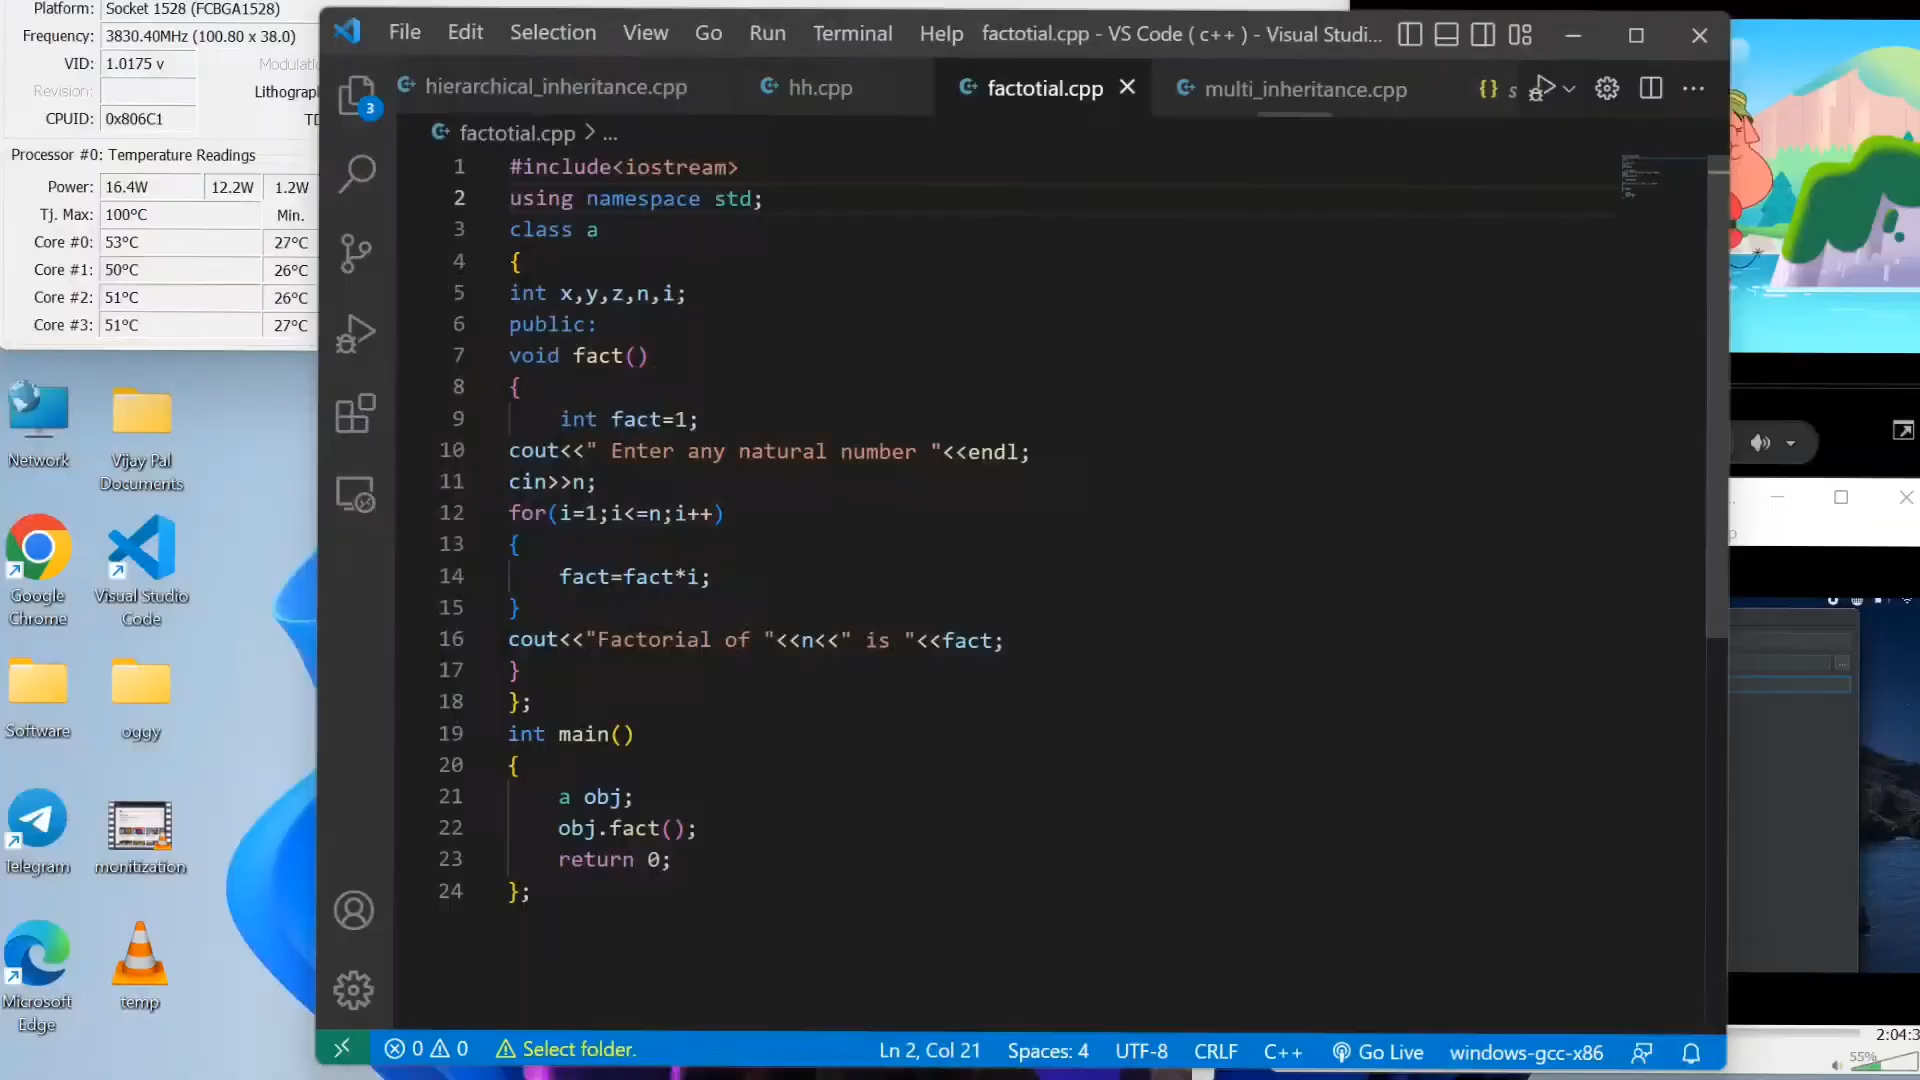 Platform: Socket 1528 (FCBGA1528)
Frequency: 3830.40MHz (100.80 x 38.0)
VID: 1.0175 v
Revision: Lithograph
CPUID: 0x806C1
Processor #0: Temperature Readings
Power: 16.4W 12.2W 1.2W
Tj. Max: 100°C Min.
Core #0: 53°C 27°C
Core #1: 50°C 26°C
Core #2: 51°C 26°C
Core #3: 51°C 27°C
Network
Vijay Pal Documents
Google Chrome
Visual Studio Code
Software
oggy
Telegram
monitization
Microsoft Edge
temp
File Edit Selection View Go Run Terminal Help factotial.cpp - VS Code ( c++ ) - Visual Studi...
3
hierarchical_inheritance.cpp hh.cpp factotial.cpp multi_inheritance.cpp {} s
factotial.cpp > ...
1 #include<iostream>
2 using namespace std;
3 class a
4 {
5 int x,y,z,n,i;
6 public:
7 void fact()
8 {
9 int fact=1;
10 cout<<" Enter any natural number "<<endl;
11 cin>>n;
12 for(i=1;i<=n;i++)
13 {
14 fact=fact*i;
15 }
16 cout<<"Factorial of "<<n<<" is "<<fact;
17 }
18 };
19 int main()
20 {
21 a obj;
22 obj.fact();
23 return 0;
24 };
0 0 Select folder. Ln 2, Col 21 Spaces: 4 UTF-8 CRLF C++ Go Live windows-gcc-x86
2:04:3
55%